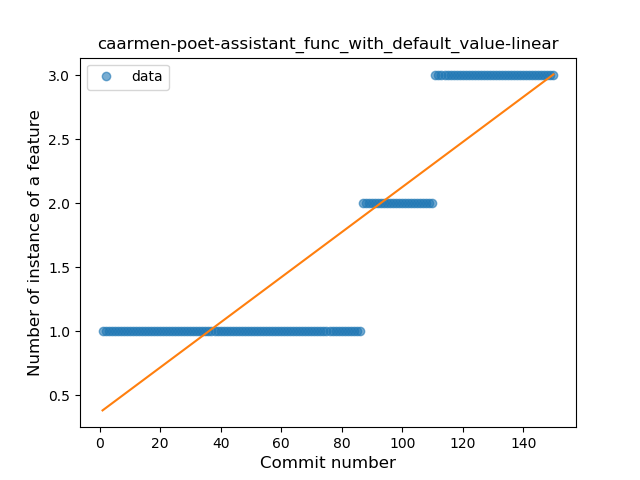 caarmen-poet-assistant_func_with_default_value-linear
data
Number of instance of a feature
3.0
2.5
2.0
1.5
1.0
0.5
0 20 40 60 80 100 120 140
Commit number